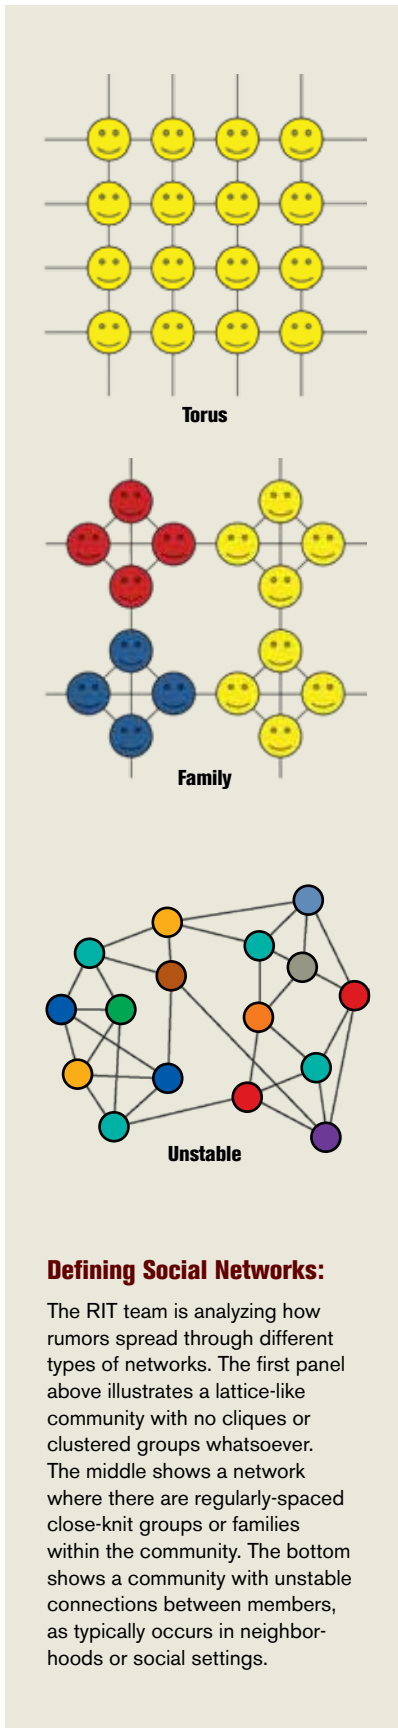 Torus
Family
Unstable
Defining Social Networks:
The RIT team is analyzing how
rumors spread through different
types of networks. The first panel
above illustrates a lattice-like
community with no cliques or
clustered groups whatsoever.
The middle shows a network
where there are regularly-spaced
close-knit groups or families
within the community. The bottom
shows a community with unstable
connections between members,
as typically occurs in neighbor-
hoods or social settings.